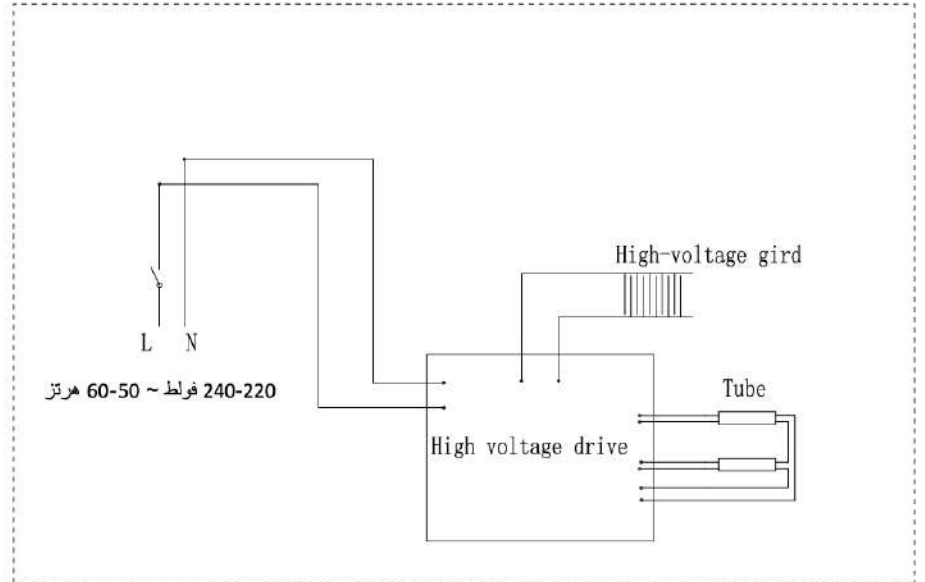 High-voltage gird
L N
220-240 فولط ~ 50-60 هرتز
Tube
High voltage drive